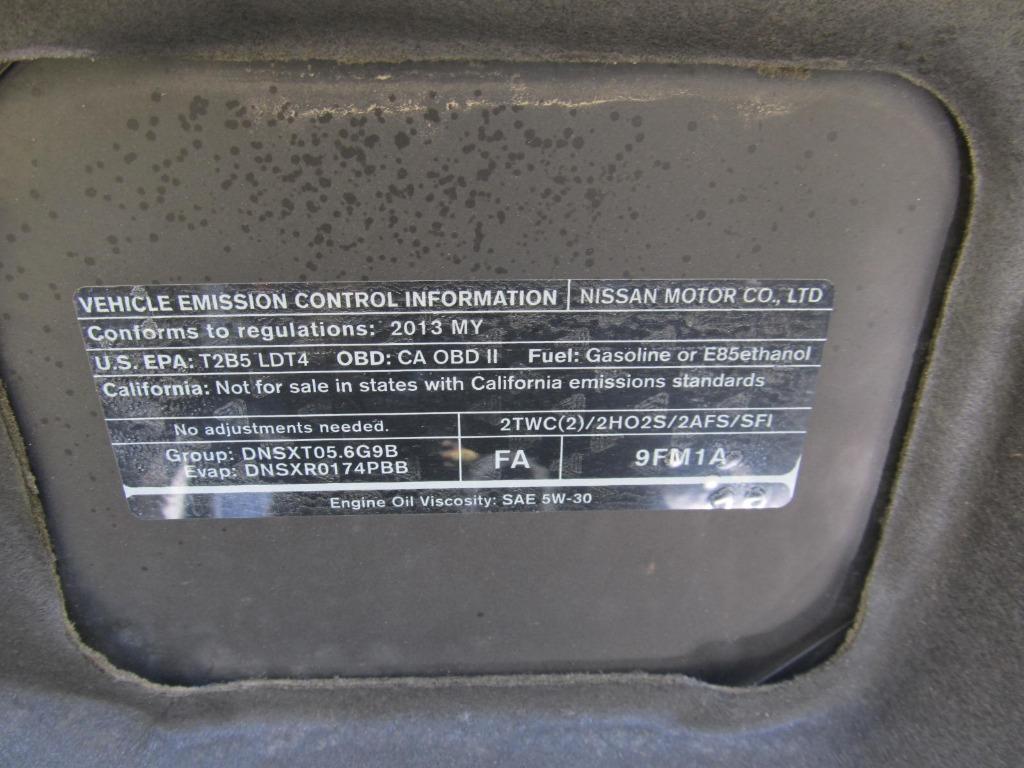 VEHICLE EMISSION CONTROL INFORMATION NISSAN MOTOR CO., LTD
Conforms to regulations: 2013 MY
U.S. EPA: T2B5 LDT4 OBD: CA OBD II Fuel: Gasoline or E85ethanol
California: Not for sale in states with California emissions standards
No adjustments needed. 2TWC(2)/2HO2S/2AFS/SFI
Group: DNSXT05.6G9B
Evap: DNSXR0174PBB
FA 9FM1A
Engine Oil Viscosity: SAE 5W-30